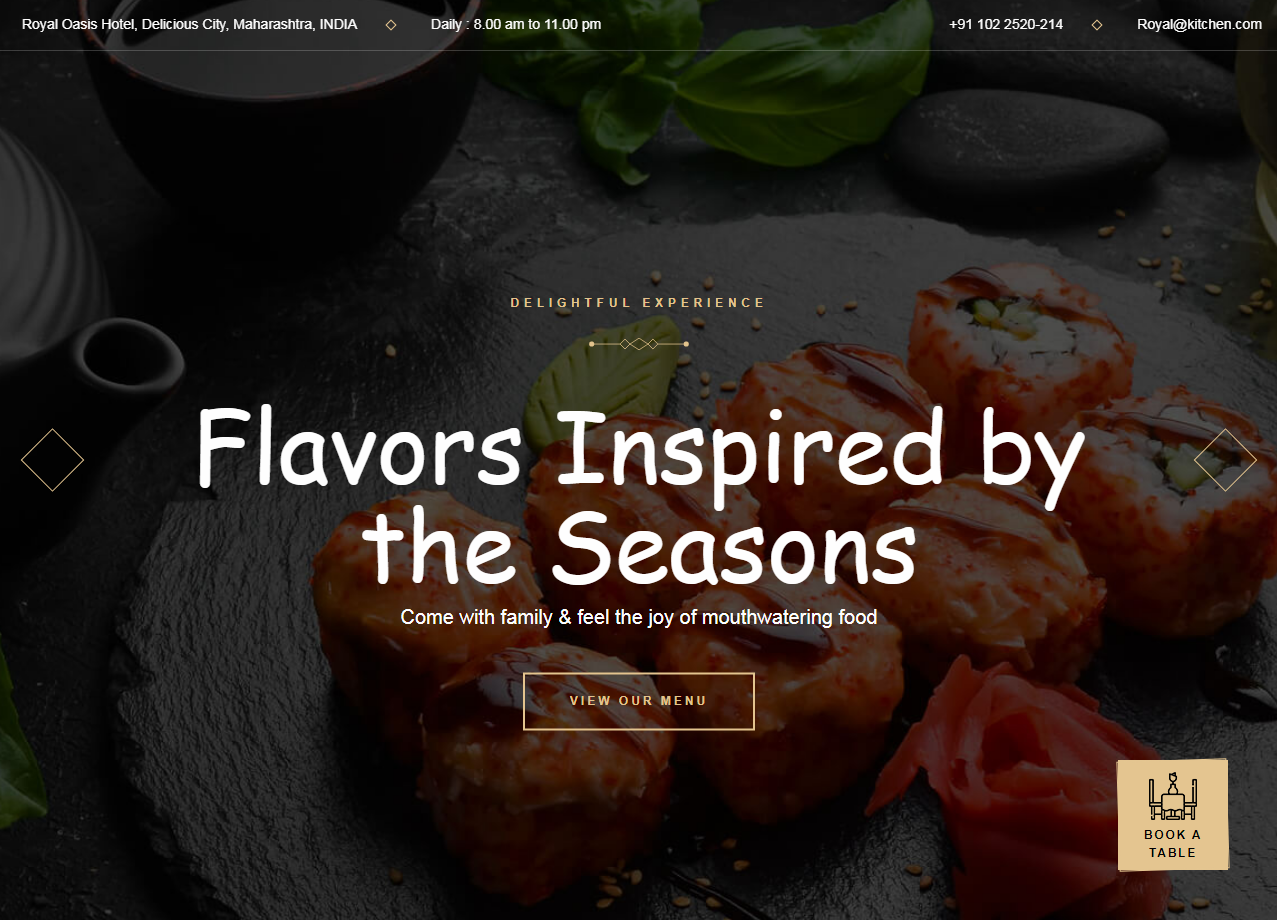 Royal Oasis Hotel, Delicious City, Maharashtra, INDIA
Daily : 8.00 am to 11.00 pm
+91 102 2520-214
Royal@kitchen.com
DELIGHTFUL EXPERIENCE
Flavors Inspired by
the Seasons
Come with family & feel the joy of mouthwatering food
VIEW OUR MENU
BOOK A
TABLE